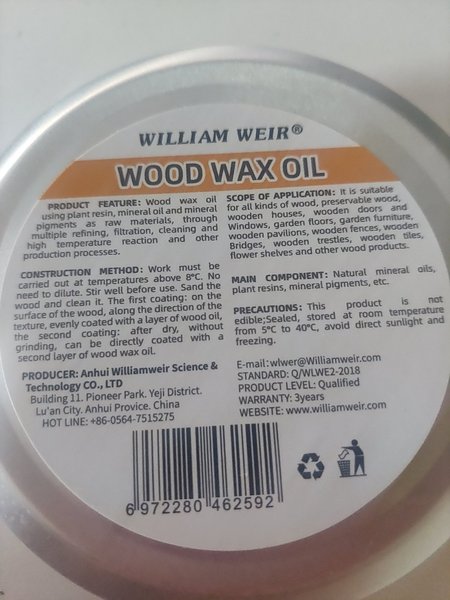 WILLIAM WEIR®
WOOD WAX OIL
PRODUCT FEATURE: Wood wax oil
using plant resin, mineral oil and mineral
pigments as raw materials, through
multiple refining, filtration, cleaning and
high temperature reaction and other
production processes.
CONSTRUCTION METHOD: Work must be
carried out at temperatures above 8°C. No
need to dilute. Stir well before use. Sand the
wood and clean it. The first coating: on the
surface of the wood, along the direction of the
texture, evenly coated with a layer of wood oil,
the second coating: after dry, without
grinding, can be directly coated with a
second layer of wood wax oil.
PRODUCER: Anhui Williamweir Science &
Technology CO., LTD
Building 11. Pioneer Park. Yeji District.
Lu'an City. Anhui Provice. China
HOT LINE: +86-0564-7515275
SCOPE OF APPLICATION: It is suitable
for all kinds of wood, preservable wood,
wooden houses, wooden doors and
Windows, garden floors, garden furniture,
wooden pavilions, wooden fences, wooden
Bridges, wooden trestles, wooden tiles,
flower shelves and other wood products.
MAIN COMPONENT: Natural mineral oils,
plant resins, mineral pigments, etc.
PRECAUTIONS: This product is not
edible;Sealed, stored at room temperature
from 5°C to 40°C, avoid direct sunlight and
freezing.
E-mail: wlwer@Williamweir.com
STANDARD: Q/WLWE2-2018
PRODUCT LEVEL: Qualified
WARRANTY: 3years
WEBSITE: www.williamweir.com
6 972280 462592